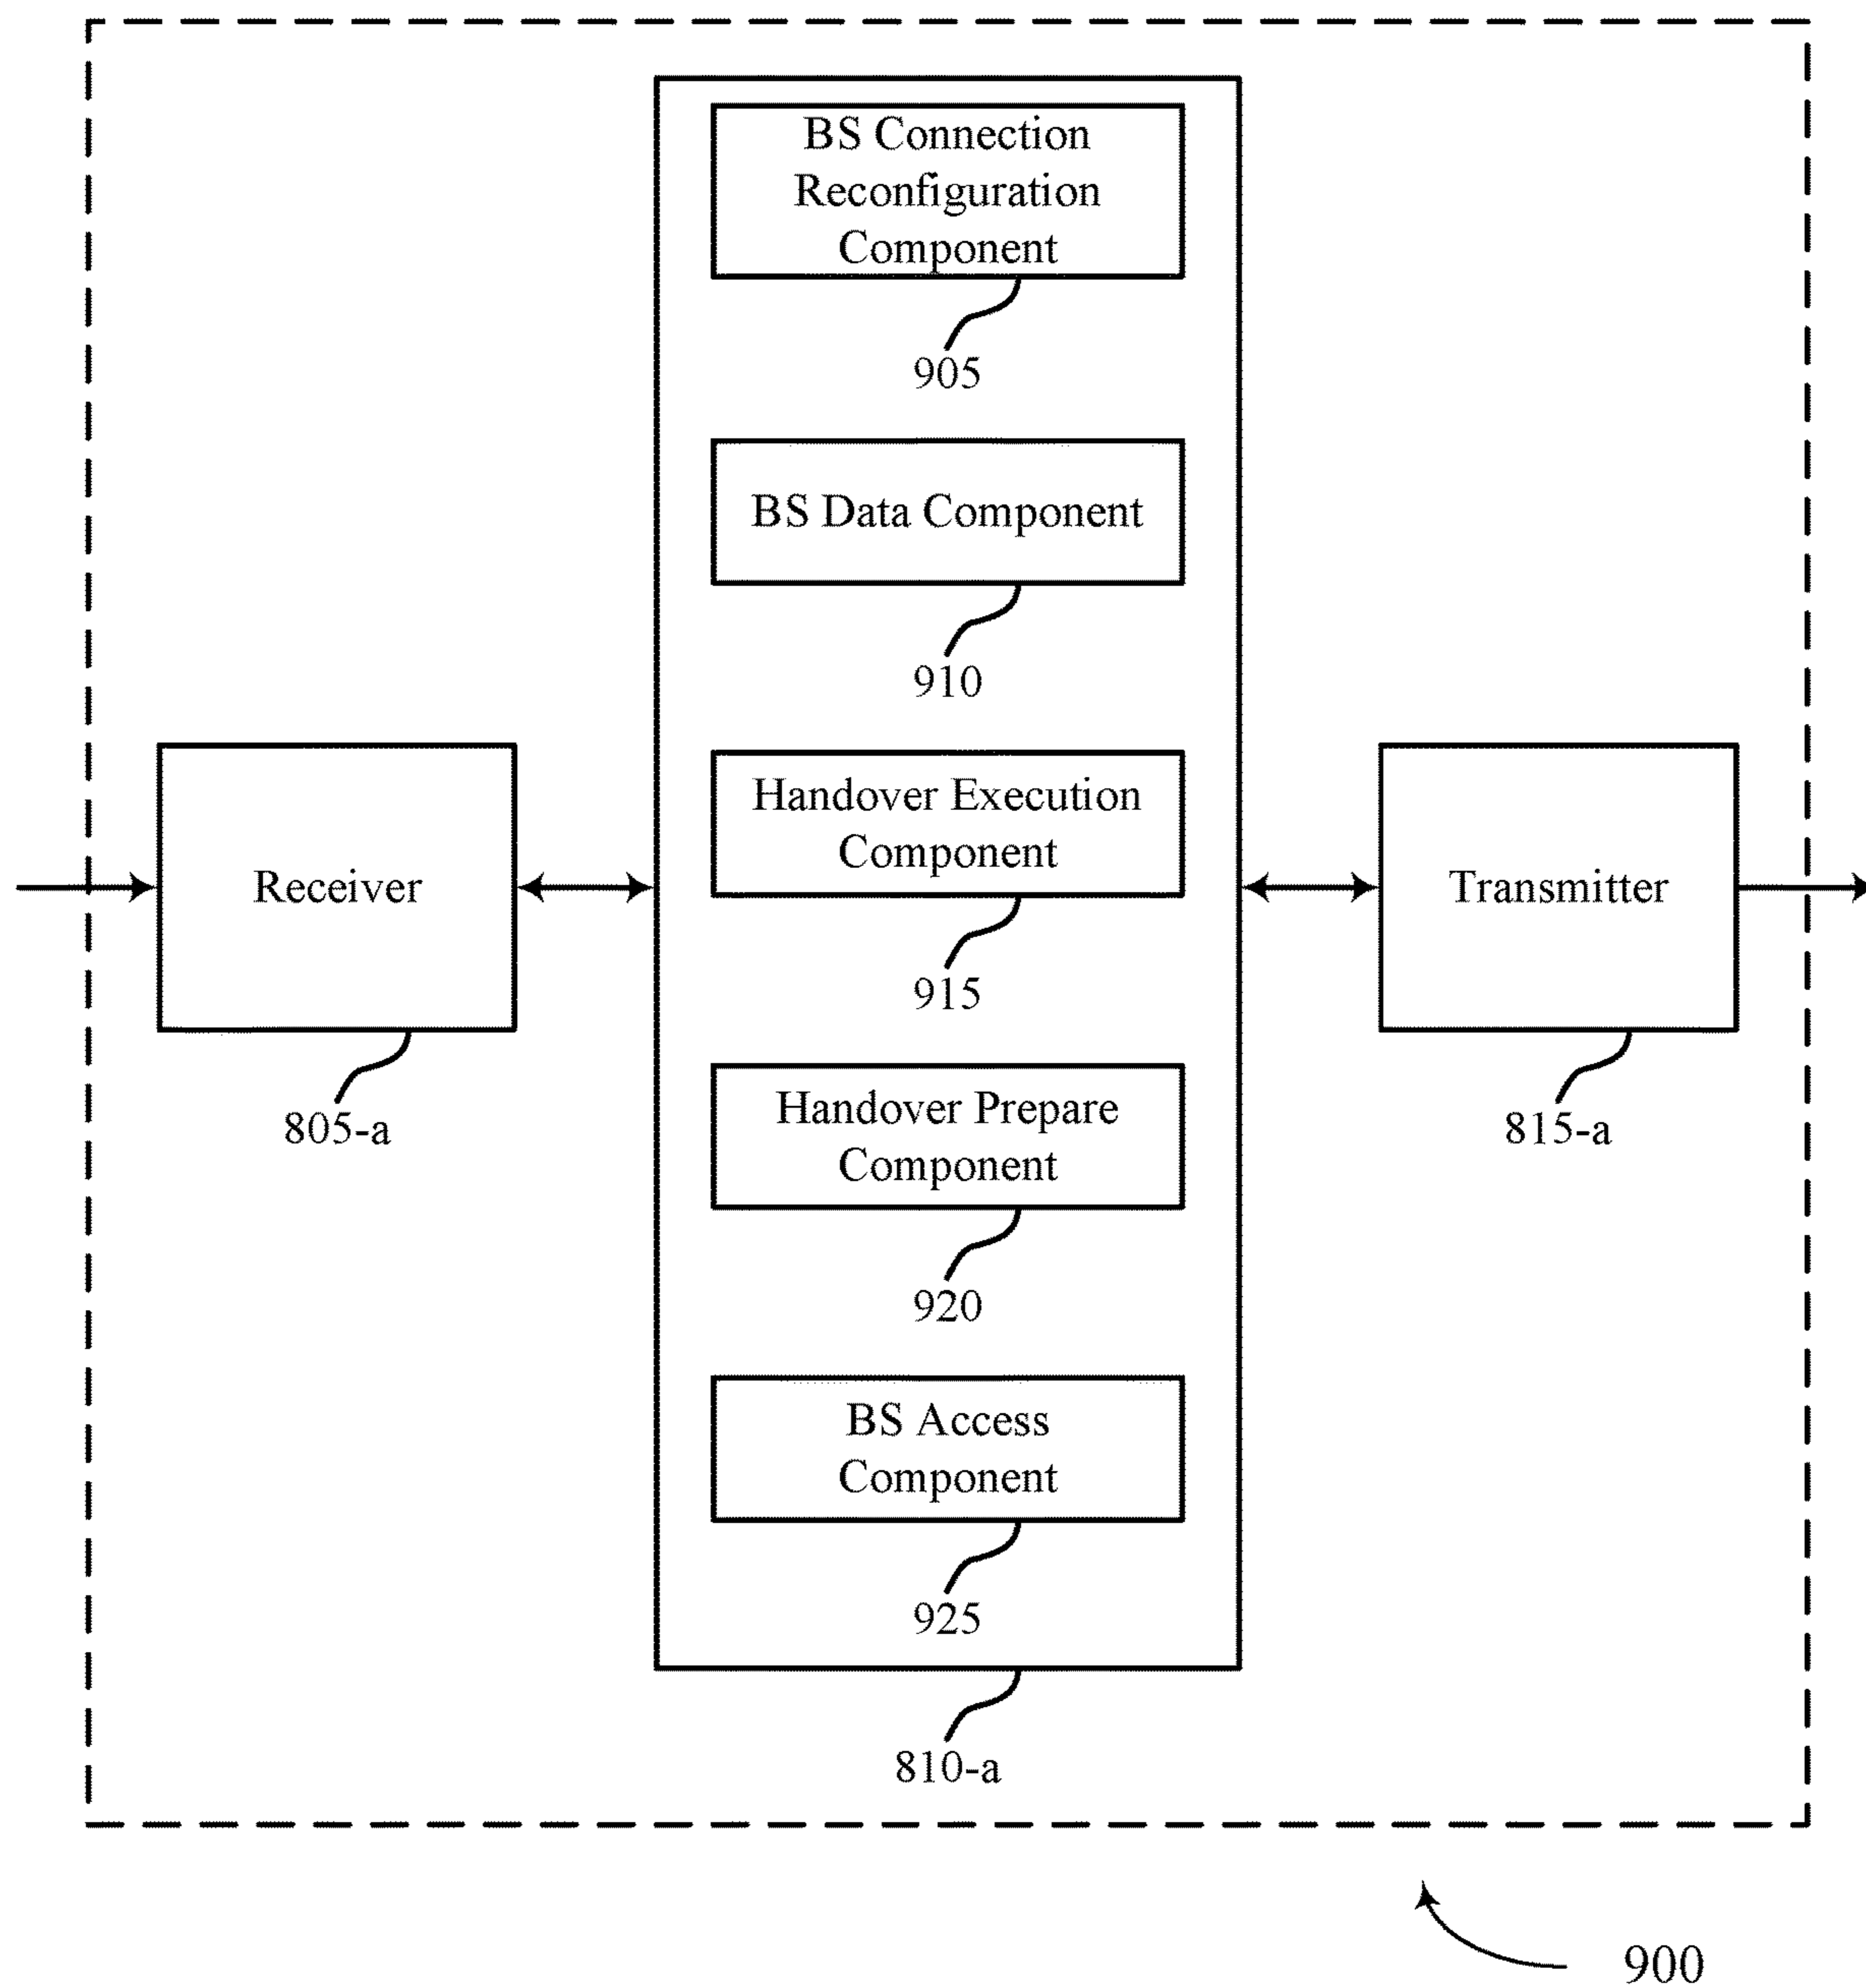 BS Connection
Reconfiguration
Component
905
BS Data Component
910
Handover Execution
Component
915
Receiver
805-a
Transmitter
815-a
Handover Prepare
Component
920
BS Access
Component
925
810-a
900